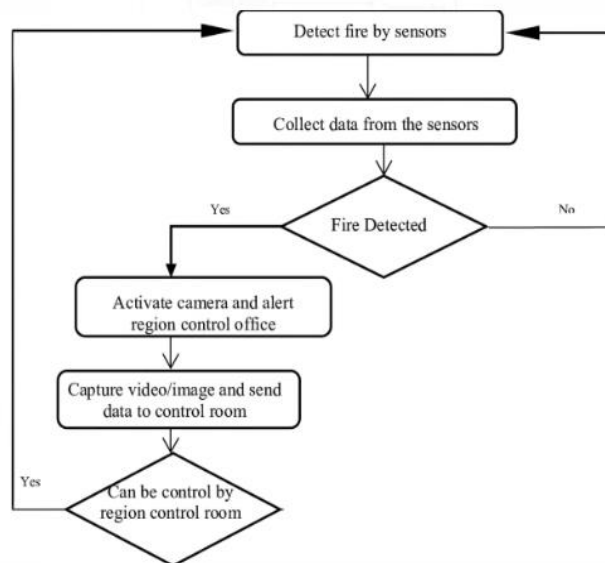 Detect fire by sensors
Collect data from the sensors
Yes
No
Fire Detected
Activate camera and alert
region control office
Capture video/image and send
data to control room
Yes
Can be control by
region control room